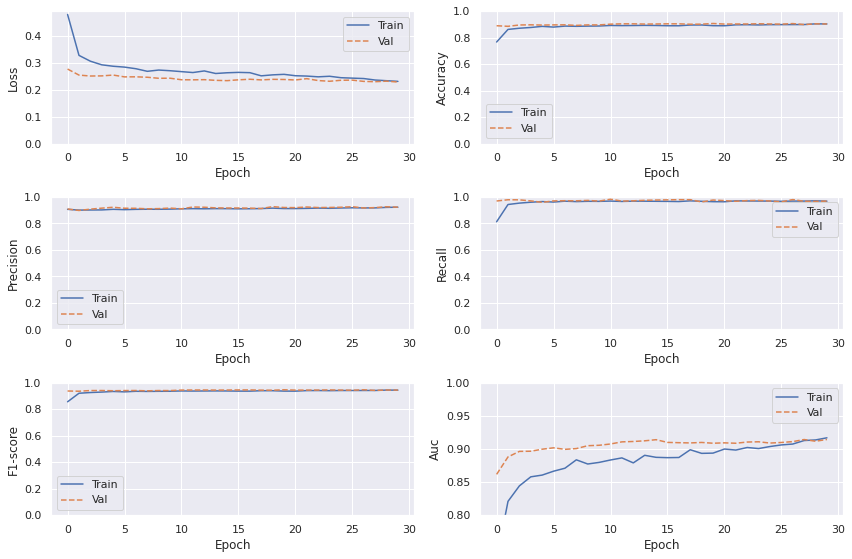 Loss
0.4
0.3
0.2
0.1
0.0
0 5 10 15 20 25 30
Epoch
Train
Val
Accuracy
1.0
0.8
0.6
0.4
0.2
0.0
0 5 10 15 20 25 30
Epoch
Train
Val
Precision
1.0
0.8
0.6
0.4
0.2
0.0
0 5 10 15 20 25 30
Epoch
Train
Val
Recall
1.0
0.8
0.6
0.4
0.2
0.0
0 5 10 15 20 25 30
Epoch
Train
Val
F1-score
1.0
0.8
0.6
0.4
0.2
0.0
0 5 10 15 20 25 30
Epoch
Train
Val
Auc
1.00
0.95
0.90
0.85
0.80
0 5 10 15 20 25 30
Epoch
Train
Val